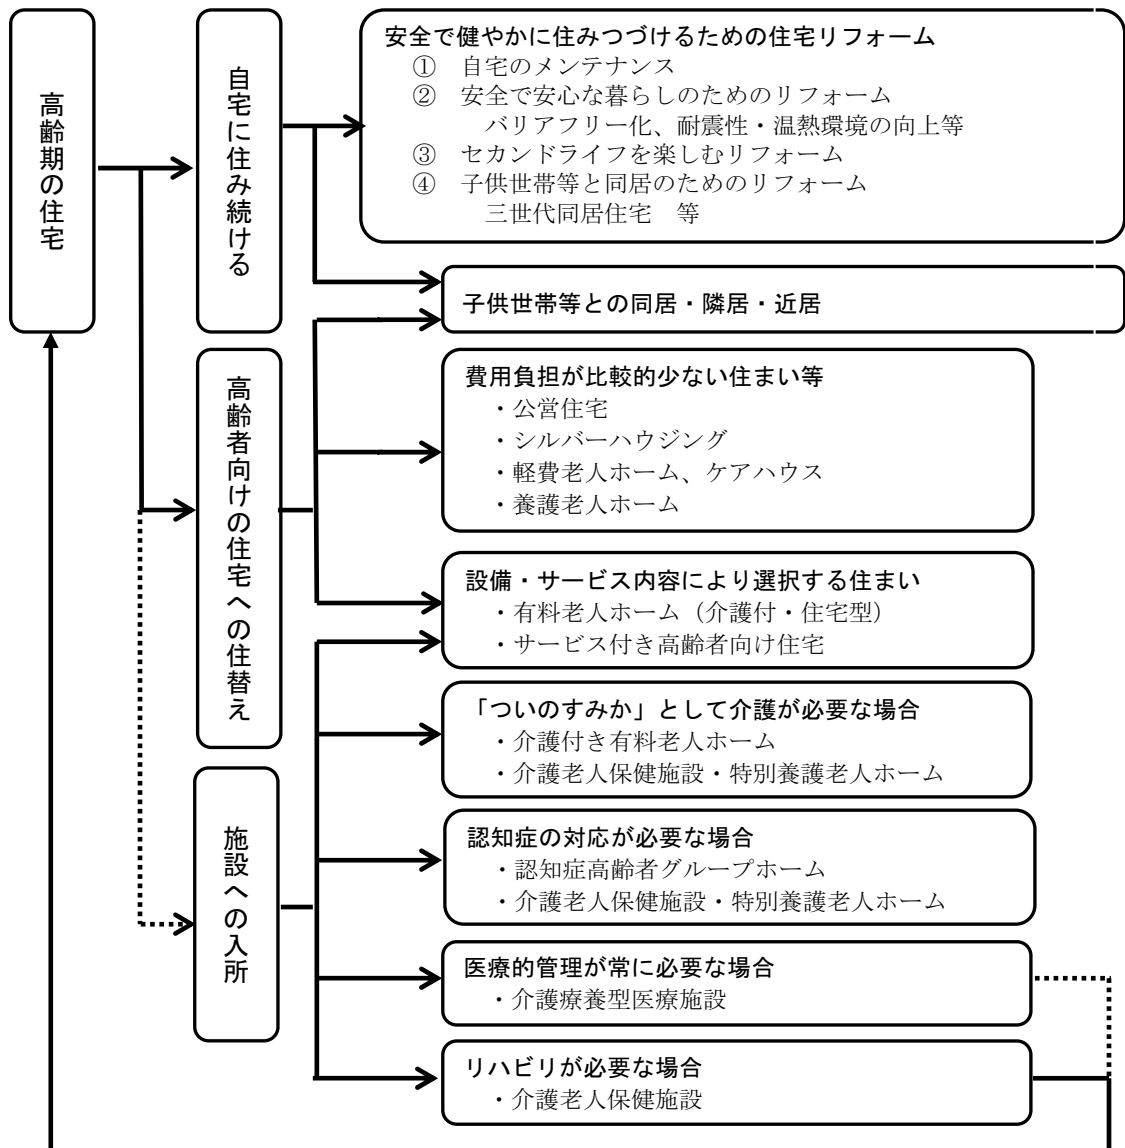 高齢期の住宅
自宅に住み続ける
安全で健やかに住みつづけるための住宅リフォーム
① 自宅のメンテナンス
② 安全で安心な暮らしのためのリフォーム
バリアフリー化、耐震性・温熱環境の向上等
③ セカンドライフを楽しむリフォーム
④ 子供世帯等と同居のためのリフォーム
三世代同居住宅 等
子供世帯等との同居・隣居・近居
高齢者向けの住宅への住替え
費用負担が比較的少ない住まい等
・公営住宅
・シルバーハウジング
・軽費老人ホーム、ケアハウス
・養護老人ホーム
設備・サービス内容により選択する住まい
・有料老人ホーム（介護付・住宅型）
・サービス付き高齢者向け住宅
施設への入所
「ついのすみか」として介護が必要な場合
・介護付き有料老人ホーム
・介護老人保健施設・特別養護老人ホーム
認知症の対応が必要な場合
・認知症高齢者グループホーム
・介護老人保健施設・特別養護老人ホーム
医療的管理が常に必要な場合
・介護療養型医療施設
リハビリが必要な場合
・介護老人保健施設